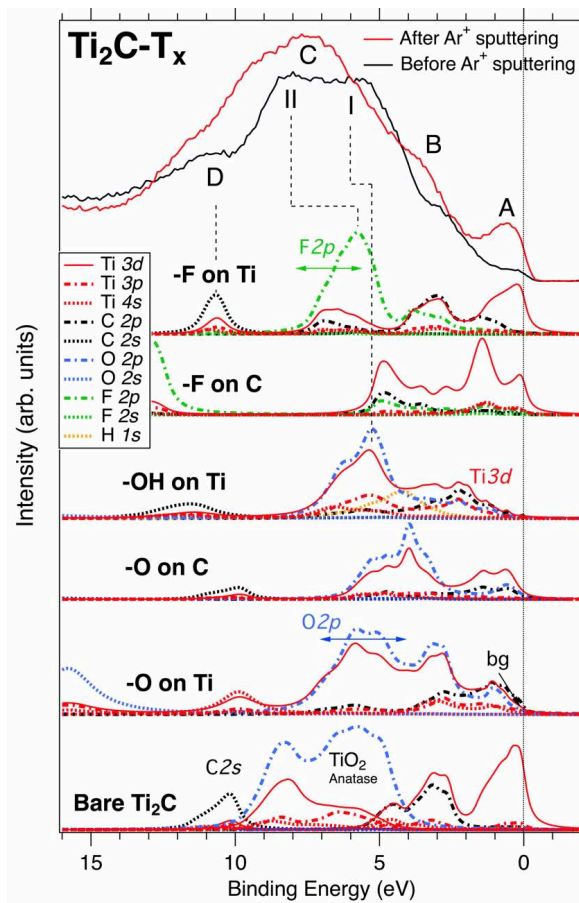 Ti₂C-Tₓ
After Ar⁺ sputtering
Before Ar⁺ sputtering
C
II
I
B
D
A
F2p
-F on Ti
Ti 3d
Ti 3p
Ti 4s
C 2p
C 2s
O 2p
O 2s
F 2p
F 2s
H 1s
-F on C
-OH on Ti
Ti3d
-O on C
O2p
-O on Ti
bg
C2s
TiO₂
Anatase
Bare Ti₂C
Intensity (arb. units)
15
10
5
0
Binding Energy (eV)